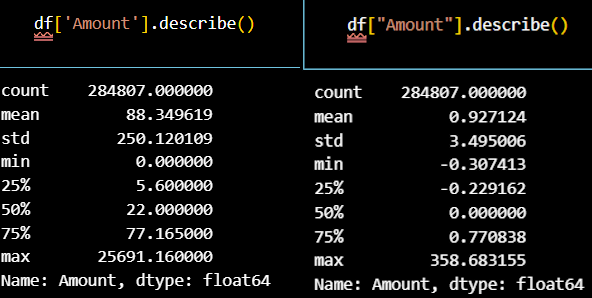 df['Amount'].describe()
count 284807.000000
mean 88.349619
std 250.120109
min 0.000000
25% 5.600000
50% 22.000000
75% 77.165000
max 25691.160000
Name: Amount, dtype: float64
df["Amount"].describe()
count 284807.000000
mean 0.927124
std 3.495006
min -0.307413
25% -0.229162
50% 0.000000
75% 0.770838
max 358.683155
Name: Amount, dtype: float64